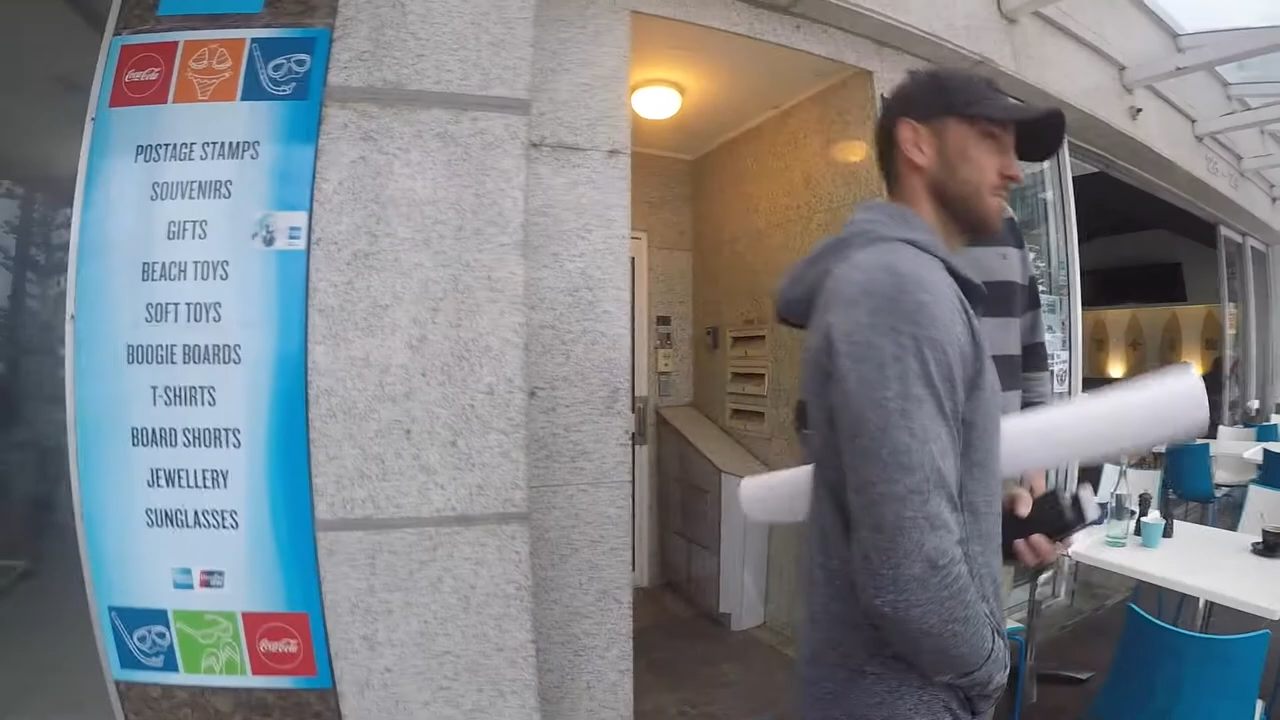 Coca-Cola
POSTAGE STAMPS
SOUVENIRS
GIFTS
BEACH TOYS
SOFT TOYS
BOOGIE BOARDS
T-SHIRTS
BOARD SHORTS
JEWELLERY
SUNGLASSES
Coca-Cola